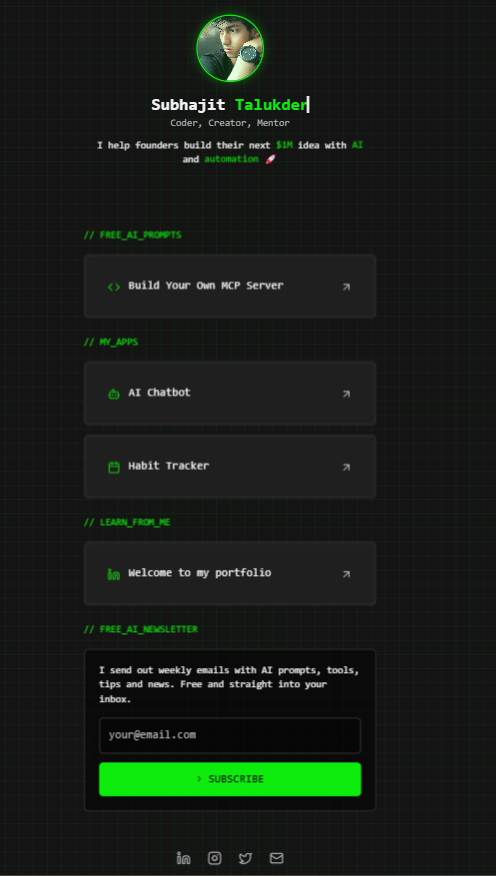 Subhajit Talukder
Coder, Creator, Mentor
I help founders build their next $1M idea with AI
and automation 🚀
// FREE_AI_PROMPTS
Build Your Own MCP Server
// MY_APPS
AI Chatbot
Habit Tracker
// LEARN_FROM_ME
Welcome to my portfolio
// FREE_AI_NEWSLETTER
I send out weekly emails with AI prompts, tools,
tips and news. Free and straight into your
inbox.
your@email.com
> SUBSCRIBE